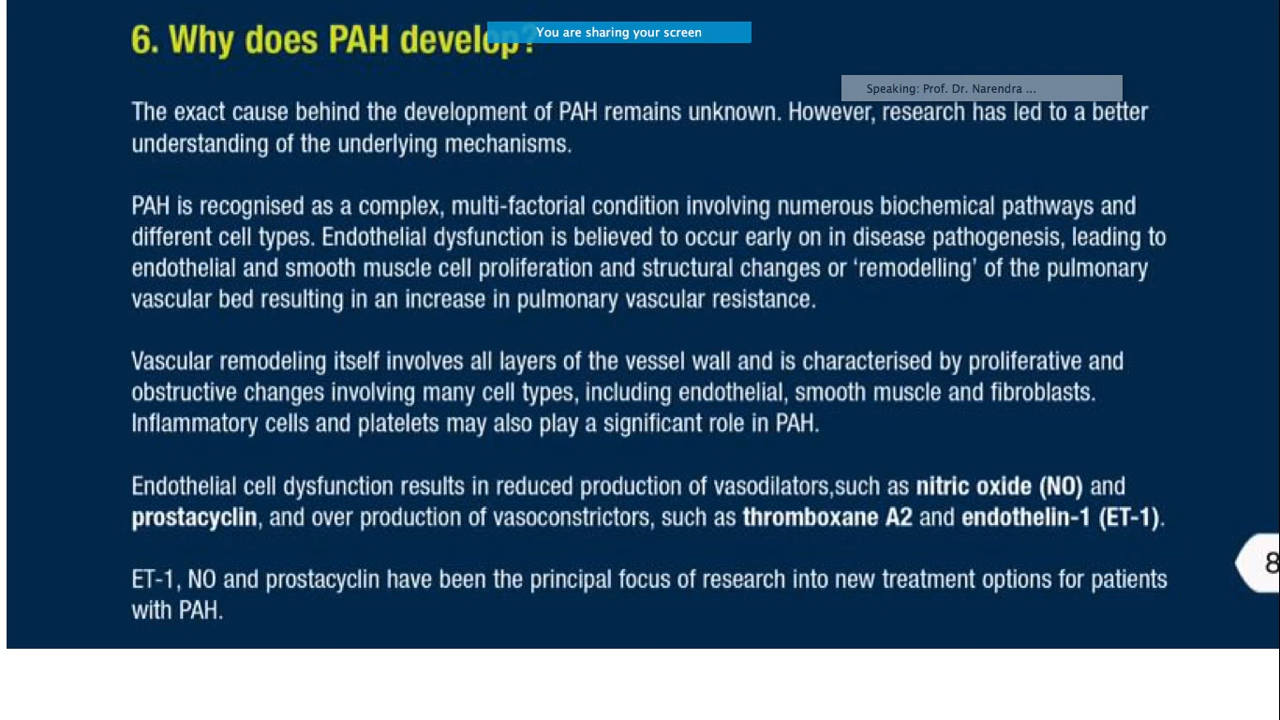 6. Why does PAH develop?
You are sharing your screen
Speaking: Prof. Dr. Narendra ...
The exact cause behind the development of PAH remains unknown. However, research has led to a better
understanding of the underlying mechanisms.
PAH is recognised as a complex, multi-factorial condition involving numerous biochemical pathways and
different cell types. Endothelial dysfunction is believed to occur early on in disease pathogenesis, leading to
endothelial and smooth muscle cell proliferation and structural changes or ‘remodelling’ of the pulmonary
vascular bed resulting in an increase in pulmonary vascular resistance.
Vascular remodeling itself involves all layers of the vessel wall and is characterised by proliferative and
obstructive changes involving many cell types, including endothelial, smooth muscle and fibroblasts.
Inflammatory cells and platelets may also play a significant role in PAH.
Endothelial cell dysfunction results in reduced production of vasodilators,such as nitric oxide (NO) and
prostacyclin, and over production of vasoconstrictors, such as thromboxane A2 and endothelin-1 (ET-1).
ET-1, NO and prostacyclin have been the principal focus of research into new treatment options for patients
with PAH.
8